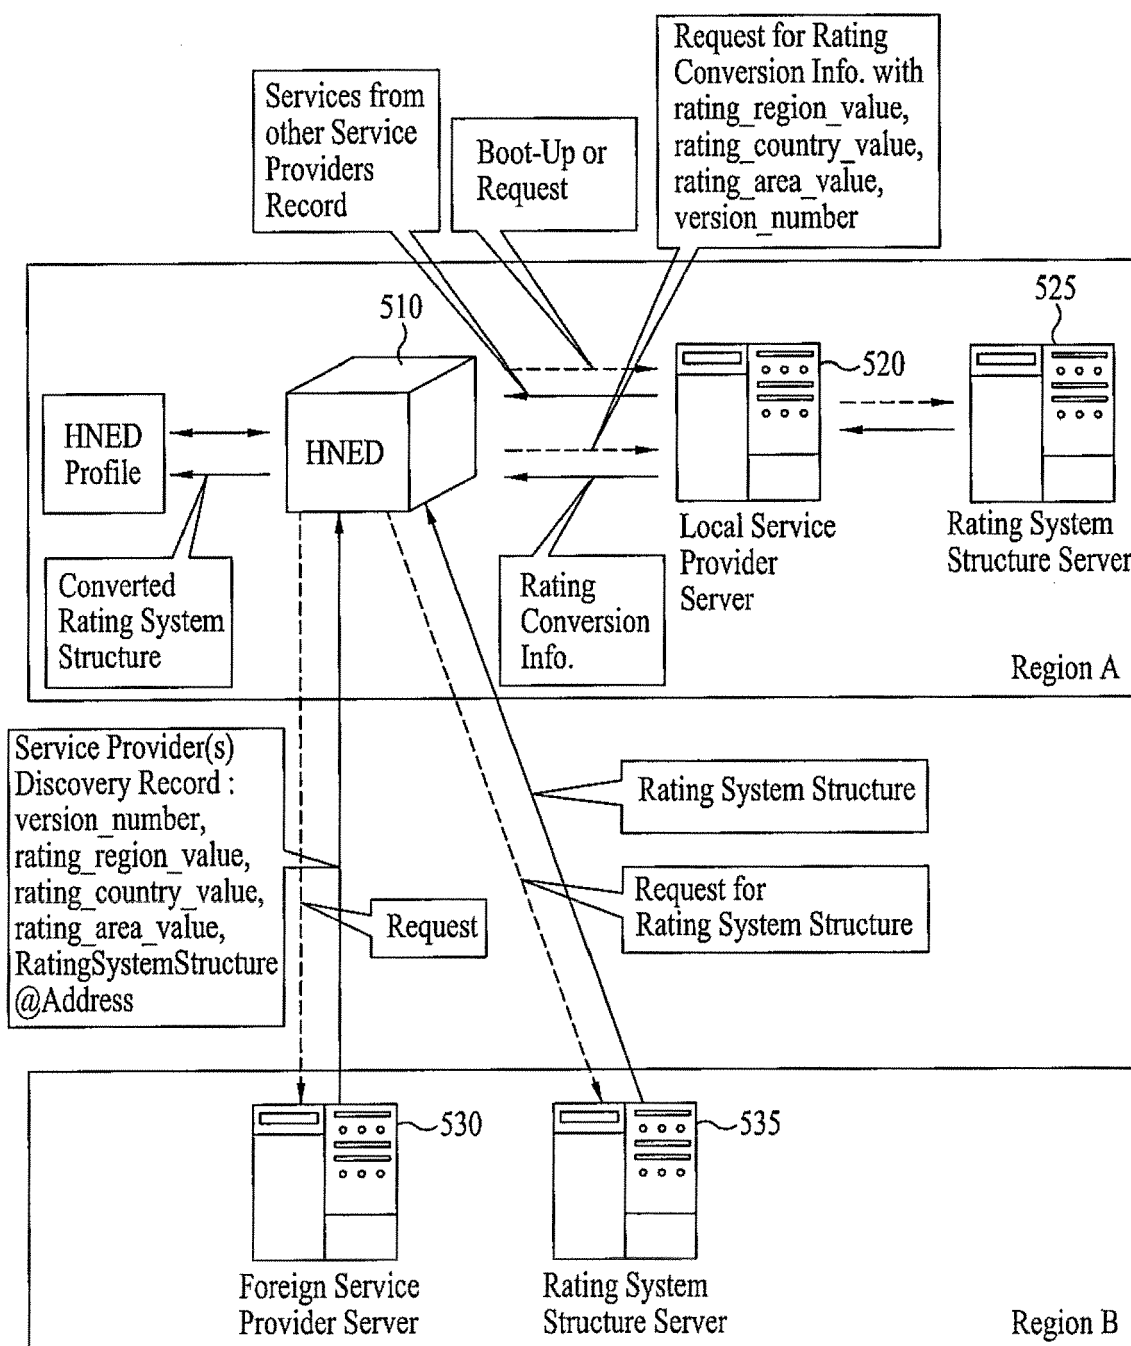 Services from
other Service
Providers
Record
Boot-Up or
Request
Request for Rating
Conversion Info. with
rating_region_value,
rating_country_value,
rating_area_value,
version_number
510
520
525
HNED
Profile
HNED
Local Service
Provider
Server
Rating System
Structure Server
Converted
Rating System
Structure
Rating
Conversion
Info.
Region A
Service Provider(s)
Discovery Record :
version_number,
rating_region_value,
rating_country_value,
rating_area_value,
RatingSystemStructure
@Address
Request
Rating System Structure
Request for
Rating System Structure
530
535
Foreign Service
Provider Server
Rating System
Structure Server
Region B